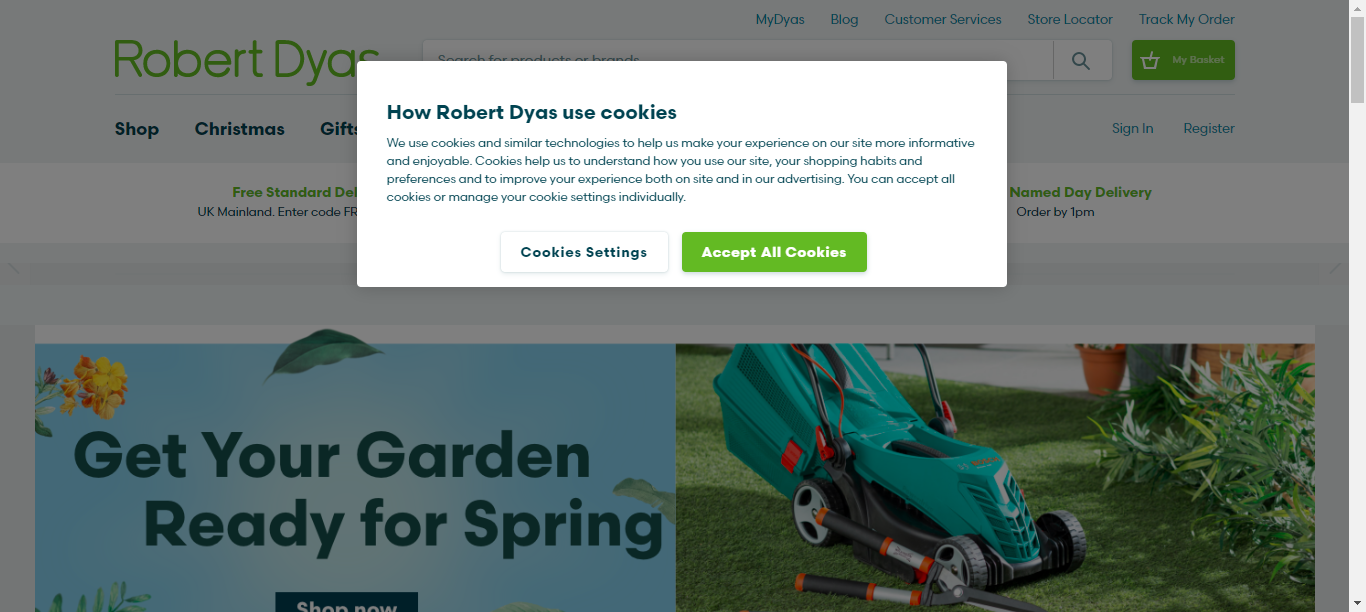 MyDyas Blog Customer Services Store Locator Track My Order
Robert Dyas
Search for products or brands
My Basket
Shop Christmas Gifts
Sign In Register
How Robert Dyas use cookies
We use cookies and similar technologies to help us make your experience on our site more informative
and enjoyable. Cookies help us to understand how you use our site, your shopping habits and
preferences and to improve your experience both on site and in our advertising. You can accept all
cookies or manage your cookie settings individually.
Cookies Settings
Accept All Cookies
Free Standard Del
UK Mainland. Enter code FR
Named Day Delivery
Order by 1pm
Get Your Garden
Ready for Spring
Shop now